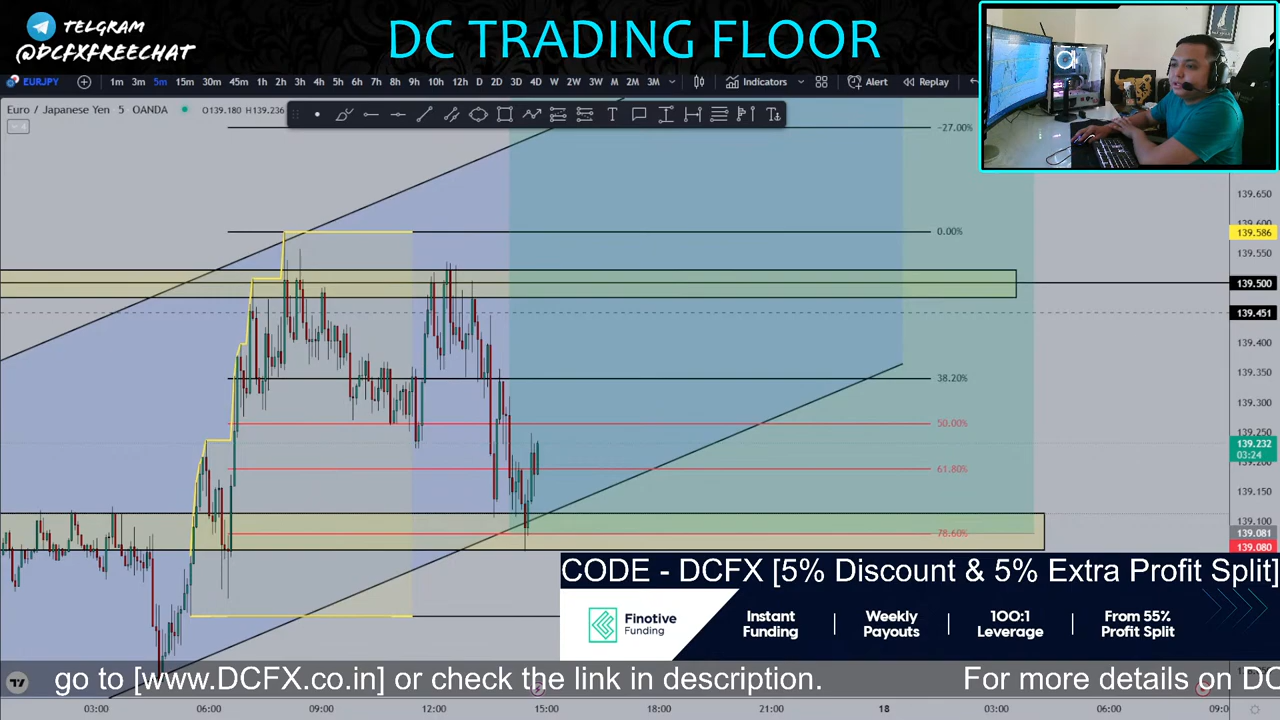 TELGRAM
@DCFXFREECHAT
DC TRADING FLOOR
EURJPY
1m 3m 5m 15m 30m 45m 1h 2h 3h 4h 5h 6h 7h 8h 9h 10h 12h D 2D 3D 4D W 2W 3W M 2M 3M
Indicators
Alert
Replay
Euro / Japanese Yen 5 OANDA
O139.180 H139.236
4
-27.00%
0.00%
38.20%
50.00%
61.80%
78.60%
139.650
139.600
139.586
139.550
139.500
139.451
139.400
139.350
139.300
139.250
139.232
03:24
139.200
139.150
139.100
139.081
139.080
CODE - DCFX [5% Discount & 5% Extra Profit Split]
Finotive
Funding
Instant
Funding
Weekly
Payouts
100:1
Leverage
From 55%
Profit Split
go to [www.DCFX.co.in] or check the link in description.
For more details on DC
03:00 06:00 09:00 12:00 15:00 18:00 21:00 18 03:00 06:00 09:0